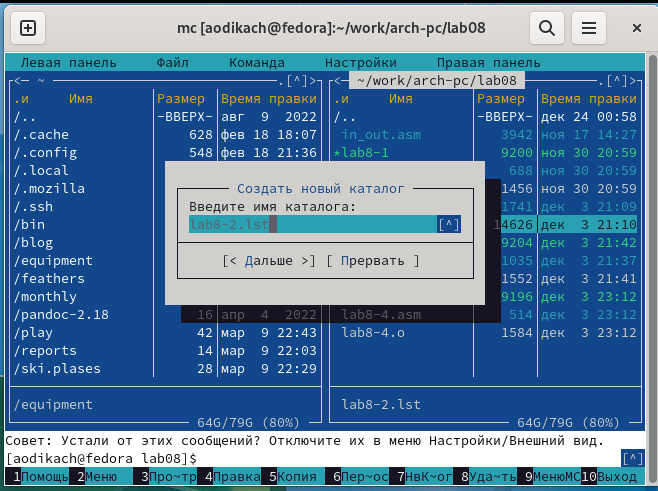 mc [aodikach@fedora]:~/work/arch-pc/lab08
Левая панель Файл Команда Настройки Правая панель
<— ~ .[^]> <— ~/work/arch-pc/lab08 .[^]>
.и Имя Размер Время правки .и Имя Размер Время правки
/.. -ВВЕРХ- авг 9 2022 /.. -ВВЕРХ- дек 24 00:58
/.cache 628 фев 18 18:07 in_out.asm 3942 ноя 17 14:27
/.config 548 фев 18 21:36 *lab8-1 9200 ноя 30 20:59
/.local 688 ноя 30 20:59
/.mozilla 1456 ноя 30 20:59
/.ssh 1741 дек 3 21:09
/bin 14626 дек 3 21:10
/blog 9204 дек 3 21:42
/equipment 1035 дек 3 21:37
/feathers 1552 дек 3 21:41
/monthly 9196 дек 3 23:12
/pandoc-2.18 16 апр 4 2022 lab8-4.asm 514 дек 3 23:12
/play 42 мар 9 22:43 lab8-4.o 1584 дек 3 23:12
/reports 14 мар 9 22:03
/ski.plases 28 мар 9 22:29
Создать новый каталог
Введите имя каталога:
lab8-2.lst [^]
[< Дальше >] [ Прервать ]
/equipment lab8-2.lst
64G/79G (80%) 64G/79G (80%)
Совет: Устали от этих сообщений? Отключите их в меню Настройки/Внешний вид.
[aodikach@fedora lab08]$ [^]
1Помощь 2Меню 3Про~тр 4Правка 5Копия 6Пер~ос 7НвК~ог 8Уда~ть 9МенюМС 10Выход